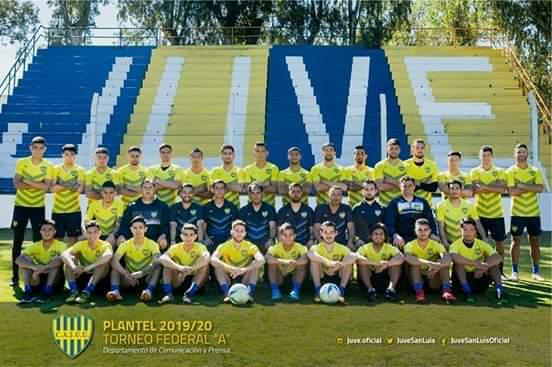 JUVE
C.A.J.U.
PLANTEL 2019/20
TORNEO FEDERAL "A"
Departamento de Comunicación y Prensa
Juve.oficial
JuveSanLuis
JuveSanLuisOficial